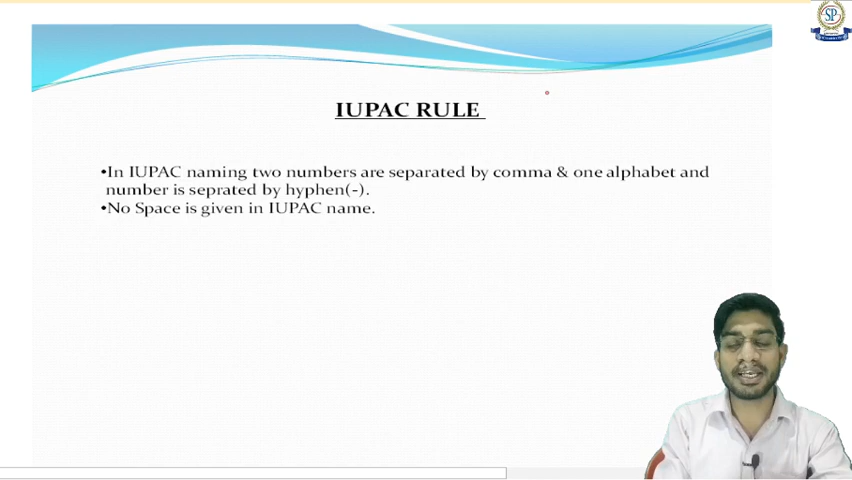 SP
IUPAC RULE
•In IUPAC naming two numbers are separated by comma & one alphabet and
number is seprated by hyphen(-).
•No Space is given in IUPAC name.